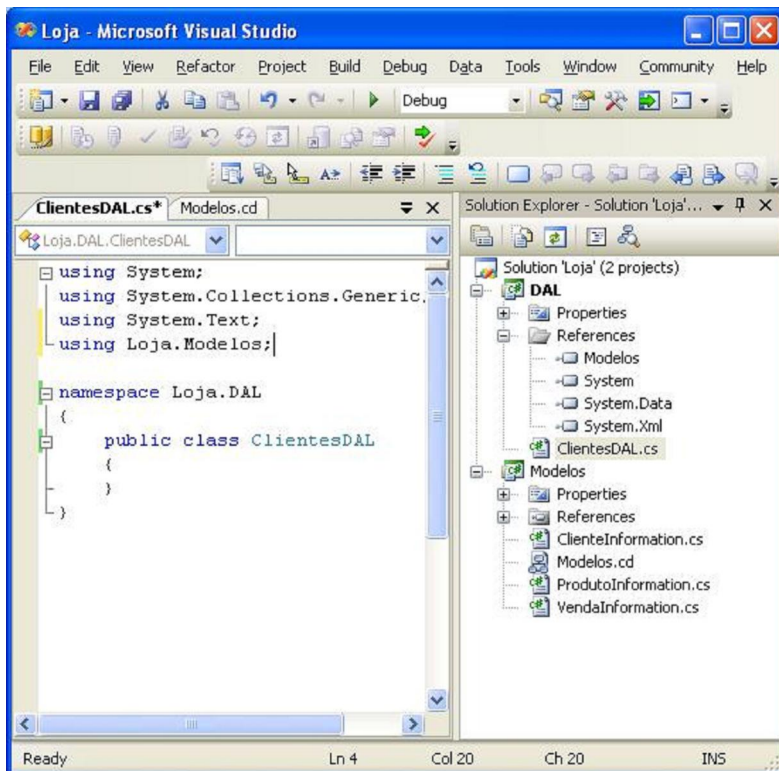 Loja - Microsoft Visual Studio
File Edit View Refactor Project Build Debug Data Tools Window Community Help
Debug
ClientesDAL.cs* Modelos.cd
Loja.DAL.ClientesDAL
using System;
using System.Collections.Generic.
using System.Text;
using Loja.Modelos;
namespace Loja.DAL
{
public class ClientesDAL
{
}
}
Solution Explorer - Solution 'Loja'...
Solution 'Loja' (2 projects)
DAL
Properties
References
Modelos
System
System.Data
System.Xml
ClientesDAL.cs
Modelos
Properties
References
ClienteInformation.cs
Modelos.cd
ProdutoInformation.cs
VendaInformation.cs
Ready Ln 4 Col 20 Ch 20 INS